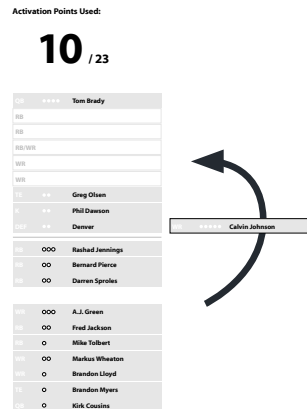 Activation Points Used:
10 / 23
QB Tom Brady
RB
RB
RB/WR
WR
WR
TE Greg Olsen
K Phil Dawson
DEF Denver
WR Calvin Johnson
RB Rashad Jennings
RB Bernard Pierce
RB Darren Sproles
WR A.J. Green
RB Fred Jackson
RB Mike Tolbert
WR Markus Wheaton
WR Brandon Lloyd
TE Brandon Myers
QB Kirk Cousins